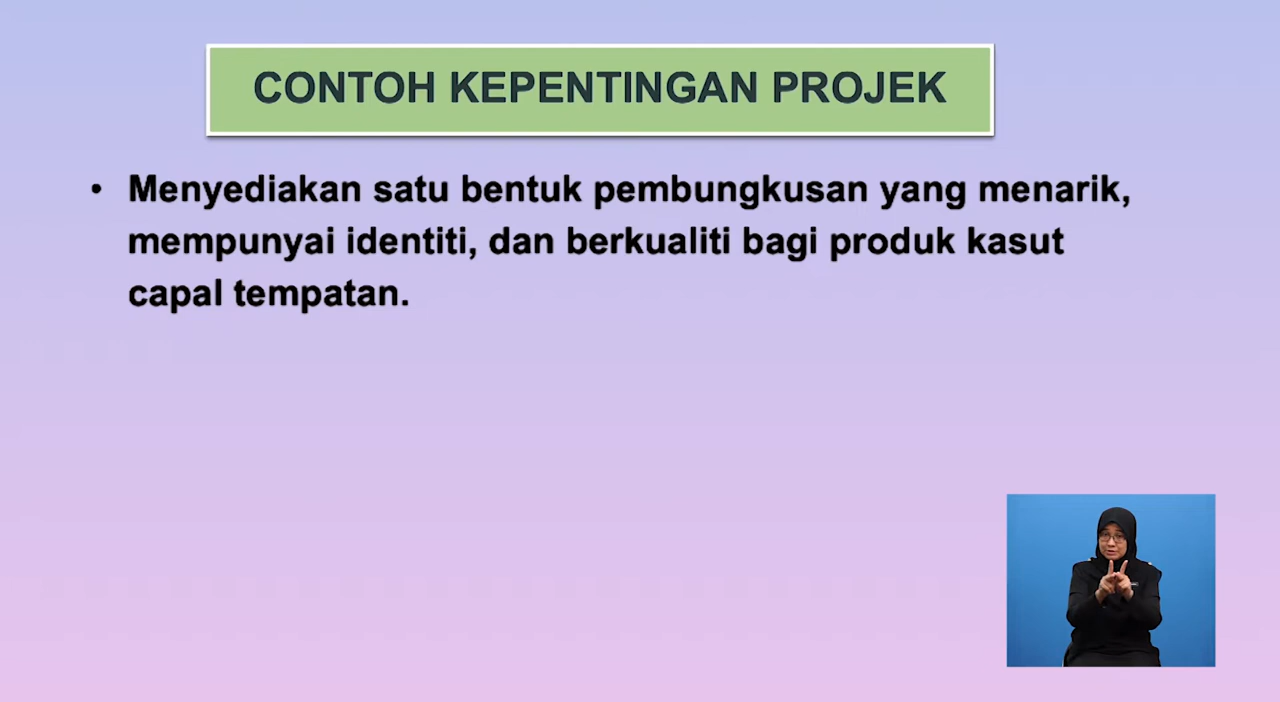 CONTOH KEPENTINGAN PROJEK
• Menyediakan satu bentuk pembungkusan yang menarik,
mempunyai identiti, dan berkualiti bagi produk kasut
capal tempatan.